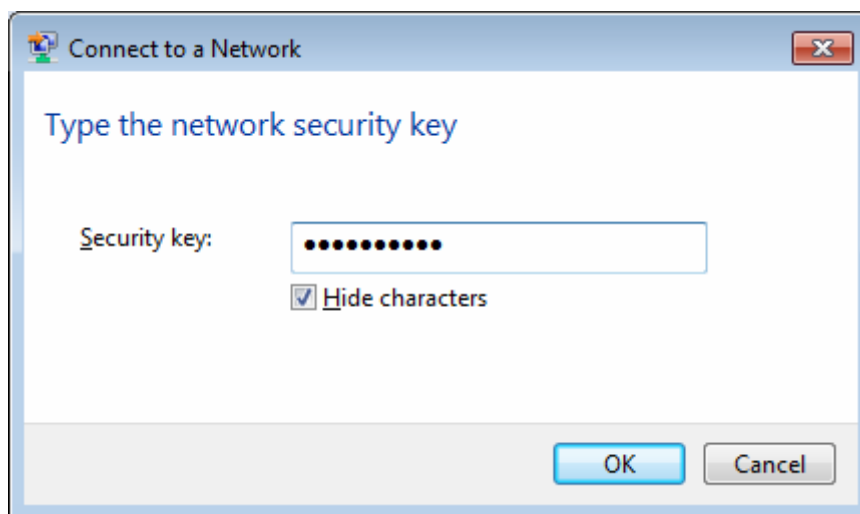 Connect to a Network
Type the network security key
Security key: ••••••••••
Hide characters
OK Cancel